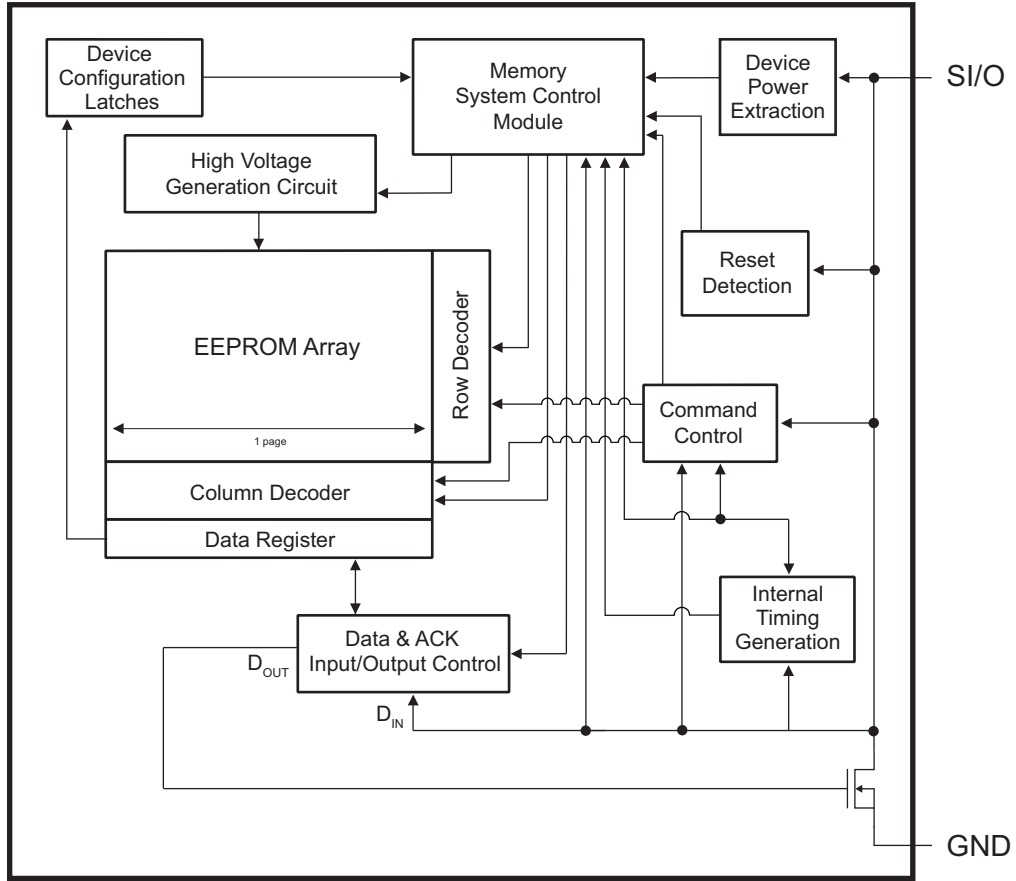 Device
Configuration
Latches
Memory
System Control
Module
Device
Power
Extraction
SI/O
High Voltage
Generation Circuit
Reset
Detection
EEPROM Array
Row Decoder
1 page
Command
Control
Column Decoder
Data Register
Internal
Timing
Generation
Data & ACK
Input/Output Control
DOUT
DIN
GND